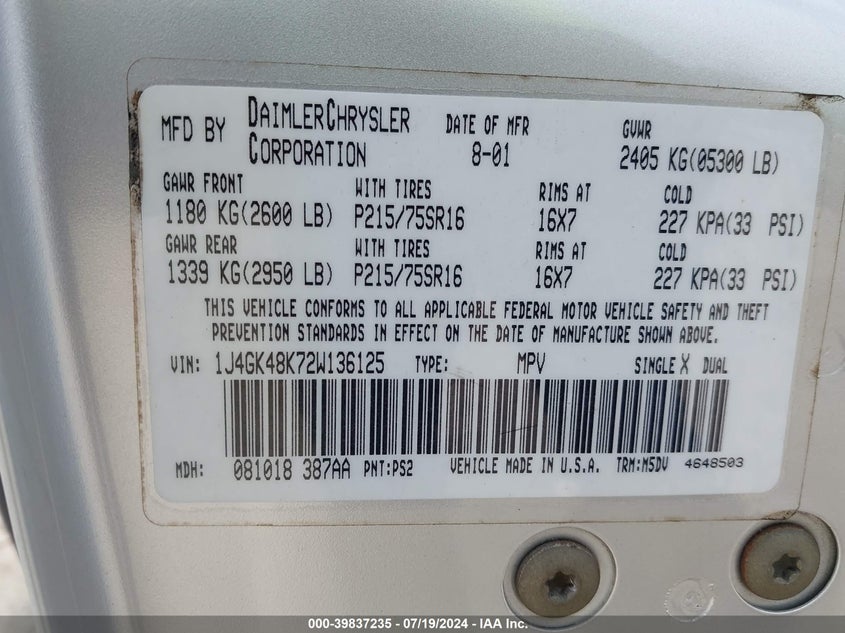 MFD BY DAIMLERCHRYSLER CORPORATION DATE OF MFR 8-01 GVWR 2405 KG(05300 LB)
GAWR FRONT WITH TIRES RIMS AT COLD
1180 KG(2600 LB) P215/75SR16 16X7 227 KPA(33 PSI)
GAWR REAR WITH TIRES RIMS AT COLD
1339 KG(2950 LB) P215/75SR16 16X7 227 KPA(33 PSI)
THIS VEHICLE CONFORMS TO ALL APPLICABLE FEDERAL MOTOR VEHICLE SAFETY AND THEFT
PREVENTION STANDARDS IN EFFECT ON THE DATE OF MANUFACTURE SHOWN ABOVE.
VIN: 1J4GK48K72W136125 TYPE: MPV SINGLE X DUAL
MDH: 081018 387AA PNT:PS2 VEHICLE MADE IN U.S.A. TRM:M5DV 4648503
000-39837235 - 07/19/2024 - IAA Inc.